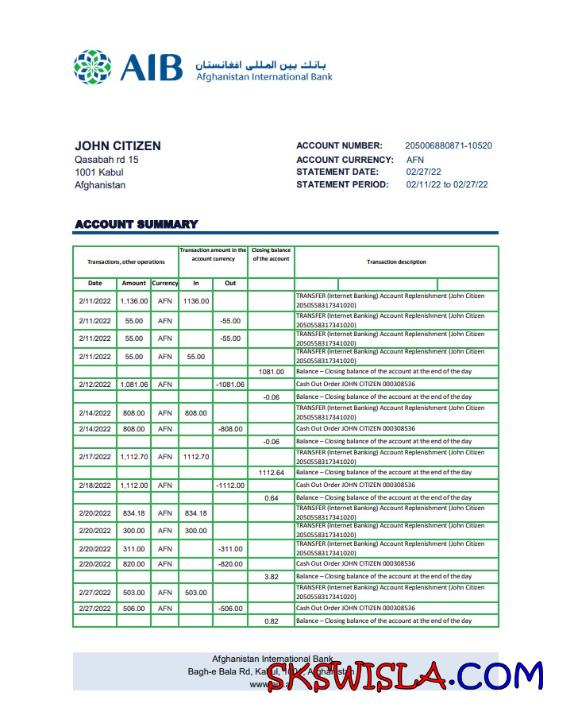 AIB
بانك بين المللى افغانستان
Afghanistan International Bank
JOHN CITIZEN
Qasabah rd 15
1001 Kabul
Afghanistan
ACCOUNT NUMBER: 205006880871-10520
ACCOUNT CURRENCY: AFN
STATEMENT DATE: 02/27/22
STATEMENT PERIOD: 02/11/22 to 02/27/22
ACCOUNT SUMMARY
Transactions, other operations
Transaction amount in the account currency
Closing balance of the account
Transaction description
Date Amount Currency In Out
2/11/2022 1,136.00 AFN 1136.00 TRANSFER (Internet Banking) Account Replenishment (John Citizen
2050558317341020)
2/11/2022 55.00 AFN -55.00 TRANSFER (Internet Banking) Account Replenishment (John Citizen
2050558317341020)
2/11/2022 55.00 AFN -55.00 TRANSFER (Internet Banking) Account Replenishment (John Citizen
2050558317341020)
2/11/2022 55.00 AFN 55.00 TRANSFER (Internet Banking) Account Replenishment (John Citizen
2050558317341020)
1081.00 Balance – Closing balance of the account at the end of the day
2/12/2022 1,081.06 AFN -1081.06 Cash Out Order JOHN CITIZEN 000308536
-0.06 Balance – Closing balance of the account at the end of the day
2/14/2022 808.00 AFN 808.00 TRANSFER (Internet Banking) Account Replenishment (John Citizen
2050558317341020)
2/14/2022 808.00 AFN -808.00 Cash Out Order JOHN CITIZEN 000308536
-0.06 Balance – Closing balance of the account at the end of the day
2/17/2022 1,112.70 AFN 1112.70 TRANSFER (Internet Banking) Account Replenishment (John Citizen
2050558317341020)
1112.64 Balance – Closing balance of the account at the end of the day
2/18/2022 1,112.00 AFN -1112.00 Cash Out Order JOHN CITIZEN 000308536
0.64 Balance – Closing balance of the account at the end of the day
2/20/2022 834.18 AFN 834.18 TRANSFER (Internet Banking) Account Replenishment (John Citizen
2050558317341020)
2/20/2022 300.00 AFN 300.00 TRANSFER (Internet Banking) Account Replenishment (John Citizen
2050558317341020)
2/20/2022 311.00 AFN -311.00 TRANSFER (Internet Banking) Account Replenishment (John Citizen
2050558317341020)
2/20/2022 820.00 AFN -820.00 Cash Out Order JOHN CITIZEN 000308536
3.82 Balance – Closing balance of the account at the end of the day
2/27/2022 503.00 AFN 503.00 TRANSFER (Internet Banking) Account Replenishment (John Citizen
2050558317341020)
2/27/2022 506.00 AFN -506.00 Cash Out Order JOHN CITIZEN 000308536
0.82 Balance – Closing balance of the account at the end of the day
Afghanistan International Bank
Bagh-e Bala Rd, Kabul,
SKSWISLA.COM